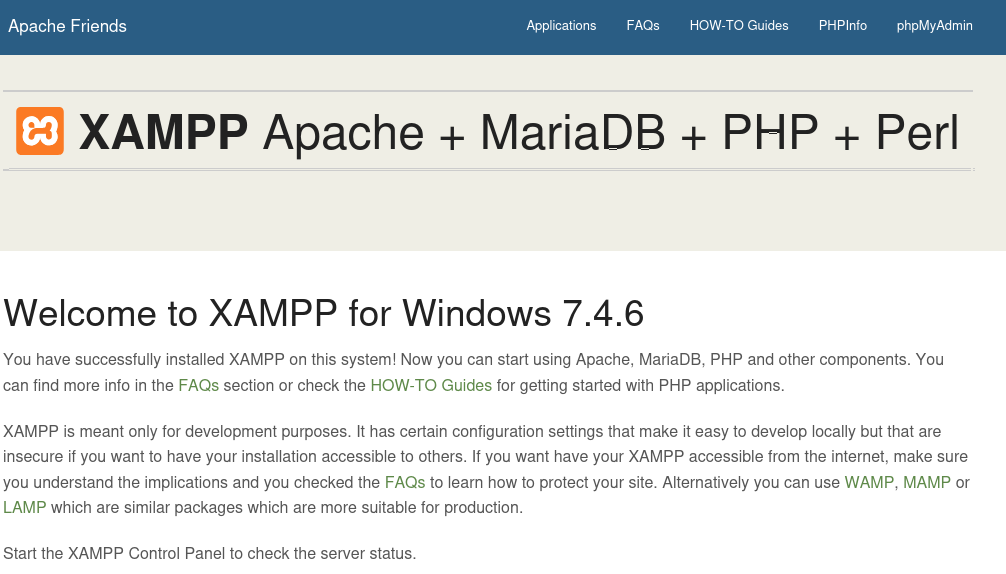 Apache Friends
Applications FAQs HOW-TO Guides PHPInfo phpMyAdmin
XAMPP Apache + MariaDB + PHP + Perl
Welcome to XAMPP for Windows 7.4.6
You have successfully installed XAMPP on this system! Now you can start using Apache, MariaDB, PHP and other components. You
can find more info in the FAQs section or check the HOW-TO Guides for getting started with PHP applications.
XAMPP is meant only for development purposes. It has certain configuration settings that make it easy to develop locally but that are
insecure if you want to have your installation accessible to others. If you want have your XAMPP accessible from the internet, make sure
you understand the implications and you checked the FAQs to learn how to protect your site. Alternatively you can use WAMP, MAMP or
LAMP which are similar packages which are more suitable for production.
Start the XAMPP Control Panel to check the server status.